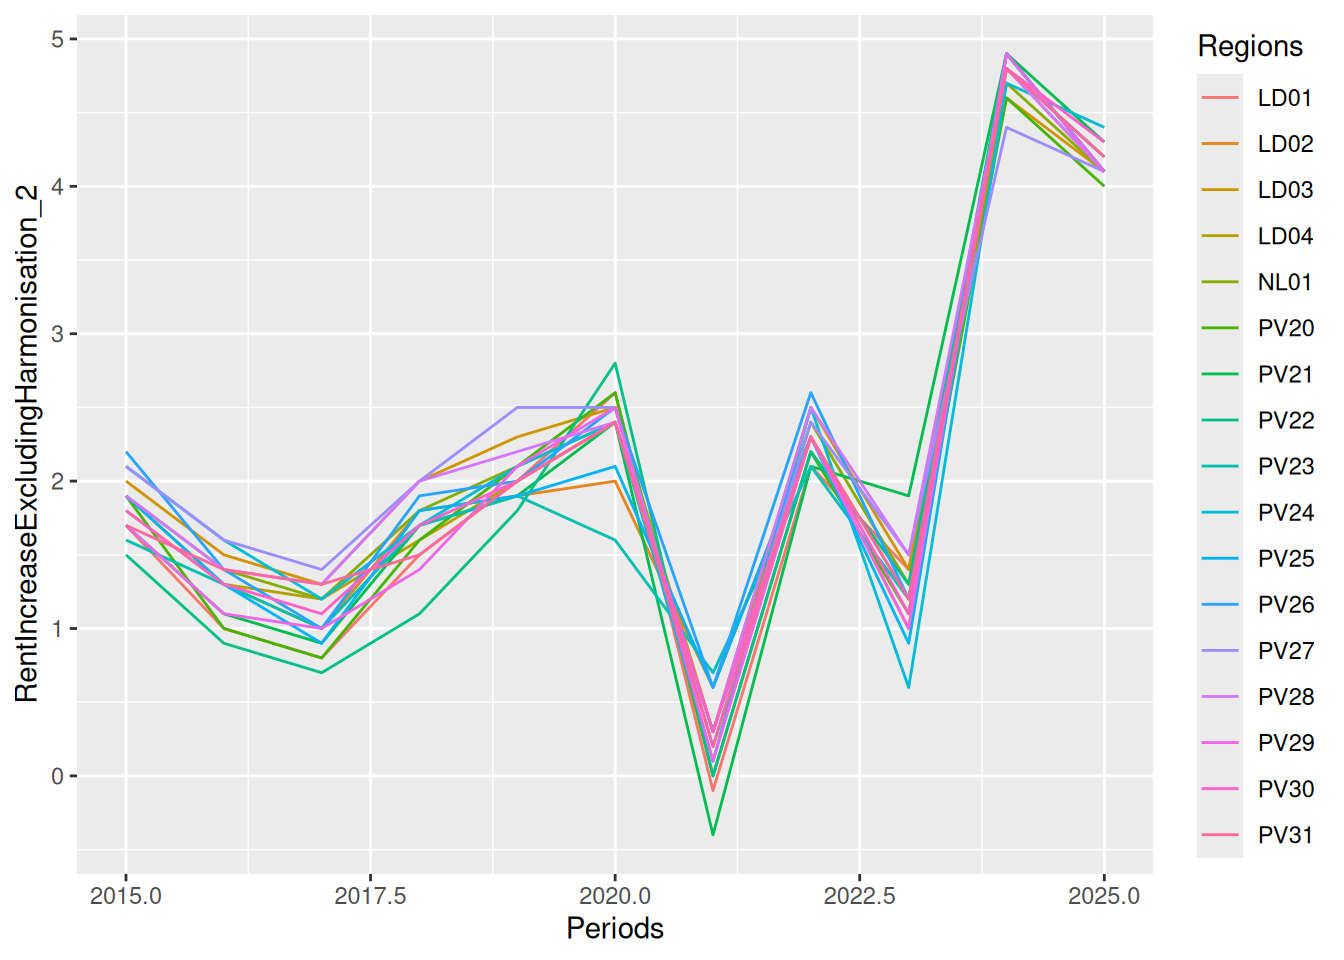 RentIncreaseExcludingHarmonisation_2
5
4
3
2
1
0
2015.0
2017.5
2020.0
2022.5
2025.0
Periods
Regions
LD01
LD02
LD03
LD04
NL01
PV20
PV21
PV22
PV23
PV24
PV25
PV26
PV27
PV28
PV29
PV30
PV31